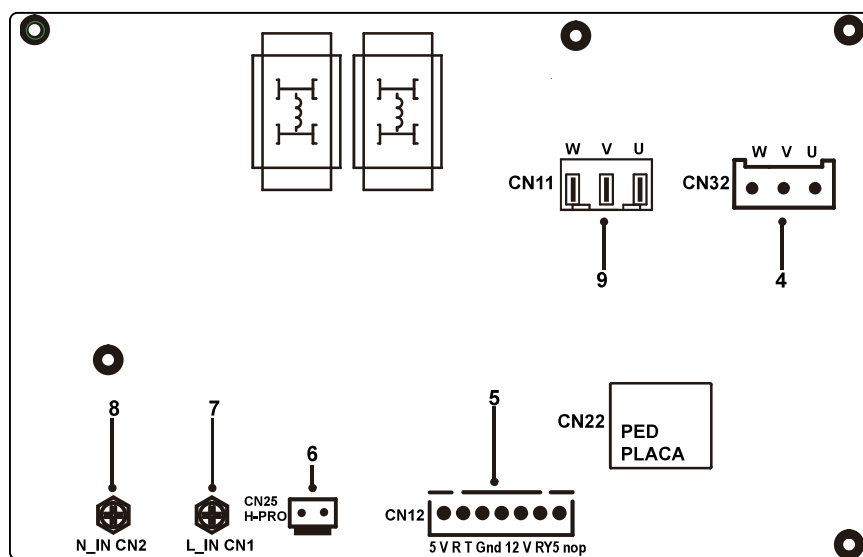 W V U
CN11
9
W V U
CN32
4
8
7
6
5
CN22
PED
PLACA
CN25
H-PRO
CN12
N_IN CN2
L_IN CN1
5 V R T Gnd 12 V RY5 nop